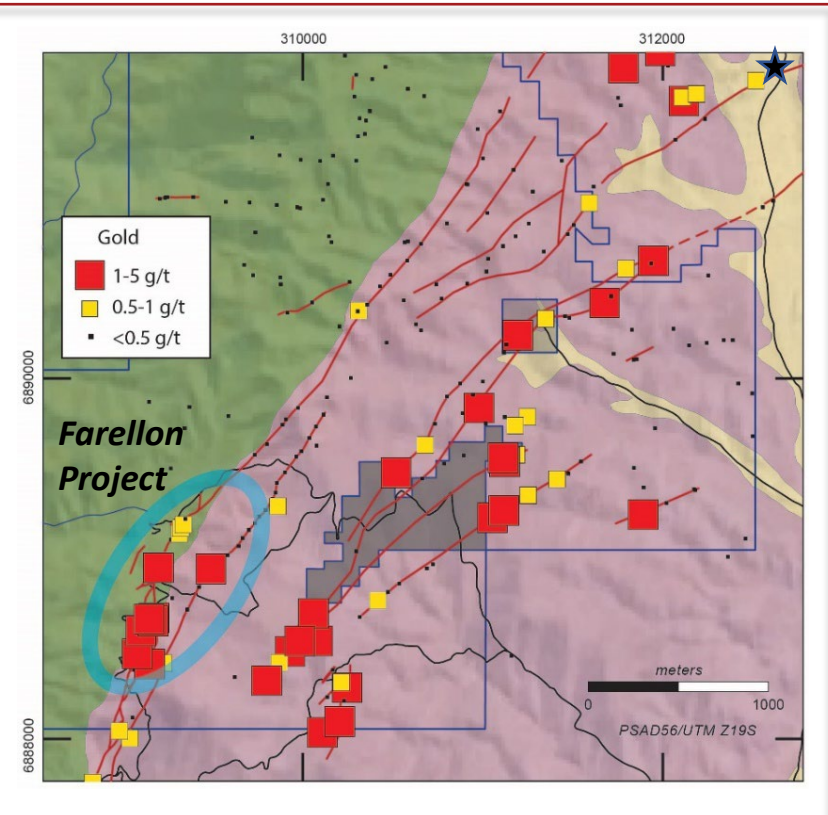 310000
312000
Gold
1-5 g/t
0.5-1 g/t
<0.5 g/t
6890000
Farellon
Project
meters
0
1000
PSAD56/UTM Z19S
6888000